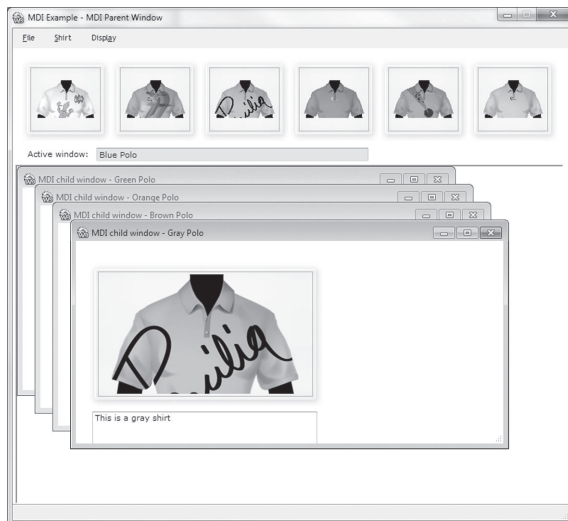 MDI Example - MDI Parent Window
File Shirt Display
Active window: Blue Polo
MDI child window - Green Polo
MDI child window - Orange Polo
MDI child window - Brown Polo
MDI child window - Gray Polo
This is a gray shirt